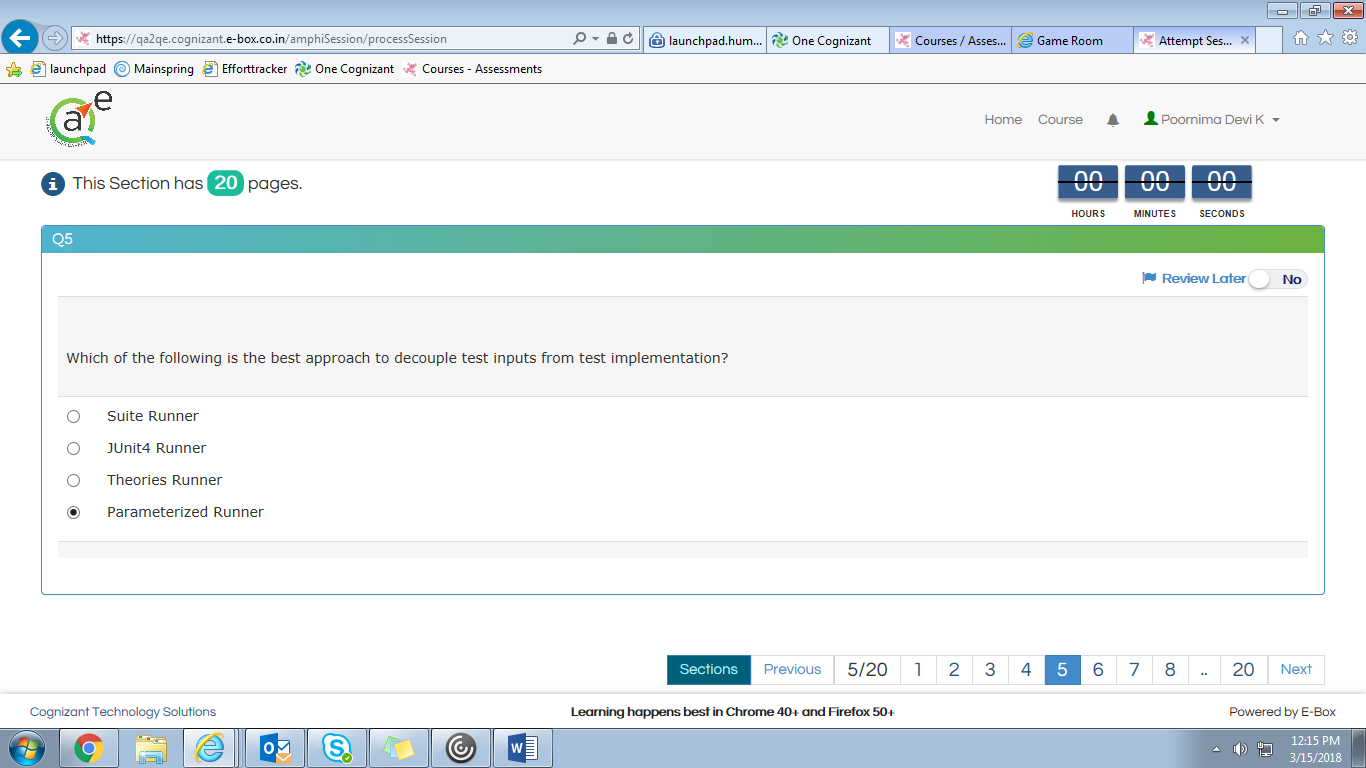 https://qa2qe.cognizant.e-box.co.in/amphiSession/processSession
launchpad.hum... One Cognizant Courses / Asses... Game Room Attempt Ses...
launchpad Mainspring Efforttracker One Cognizant Courses - Assessments
a e
Home Course Poornima Devi K
This Section has 20 pages.
00 00 00
HOURS MINUTES SECONDS
Q5
Review Later No
Which of the following is the best approach to decouple test inputs from test implementation?
Suite Runner
JUnit4 Runner
Theories Runner
Parameterized Runner
Sections Previous 5/20 1 2 3 4 5 6 7 8 .. 20 Next
Cognizant Technology Solutions Learning happens best in Chrome 40+ and Firefox 50+ Powered by E-Box
12:15 PM
3/15/2018